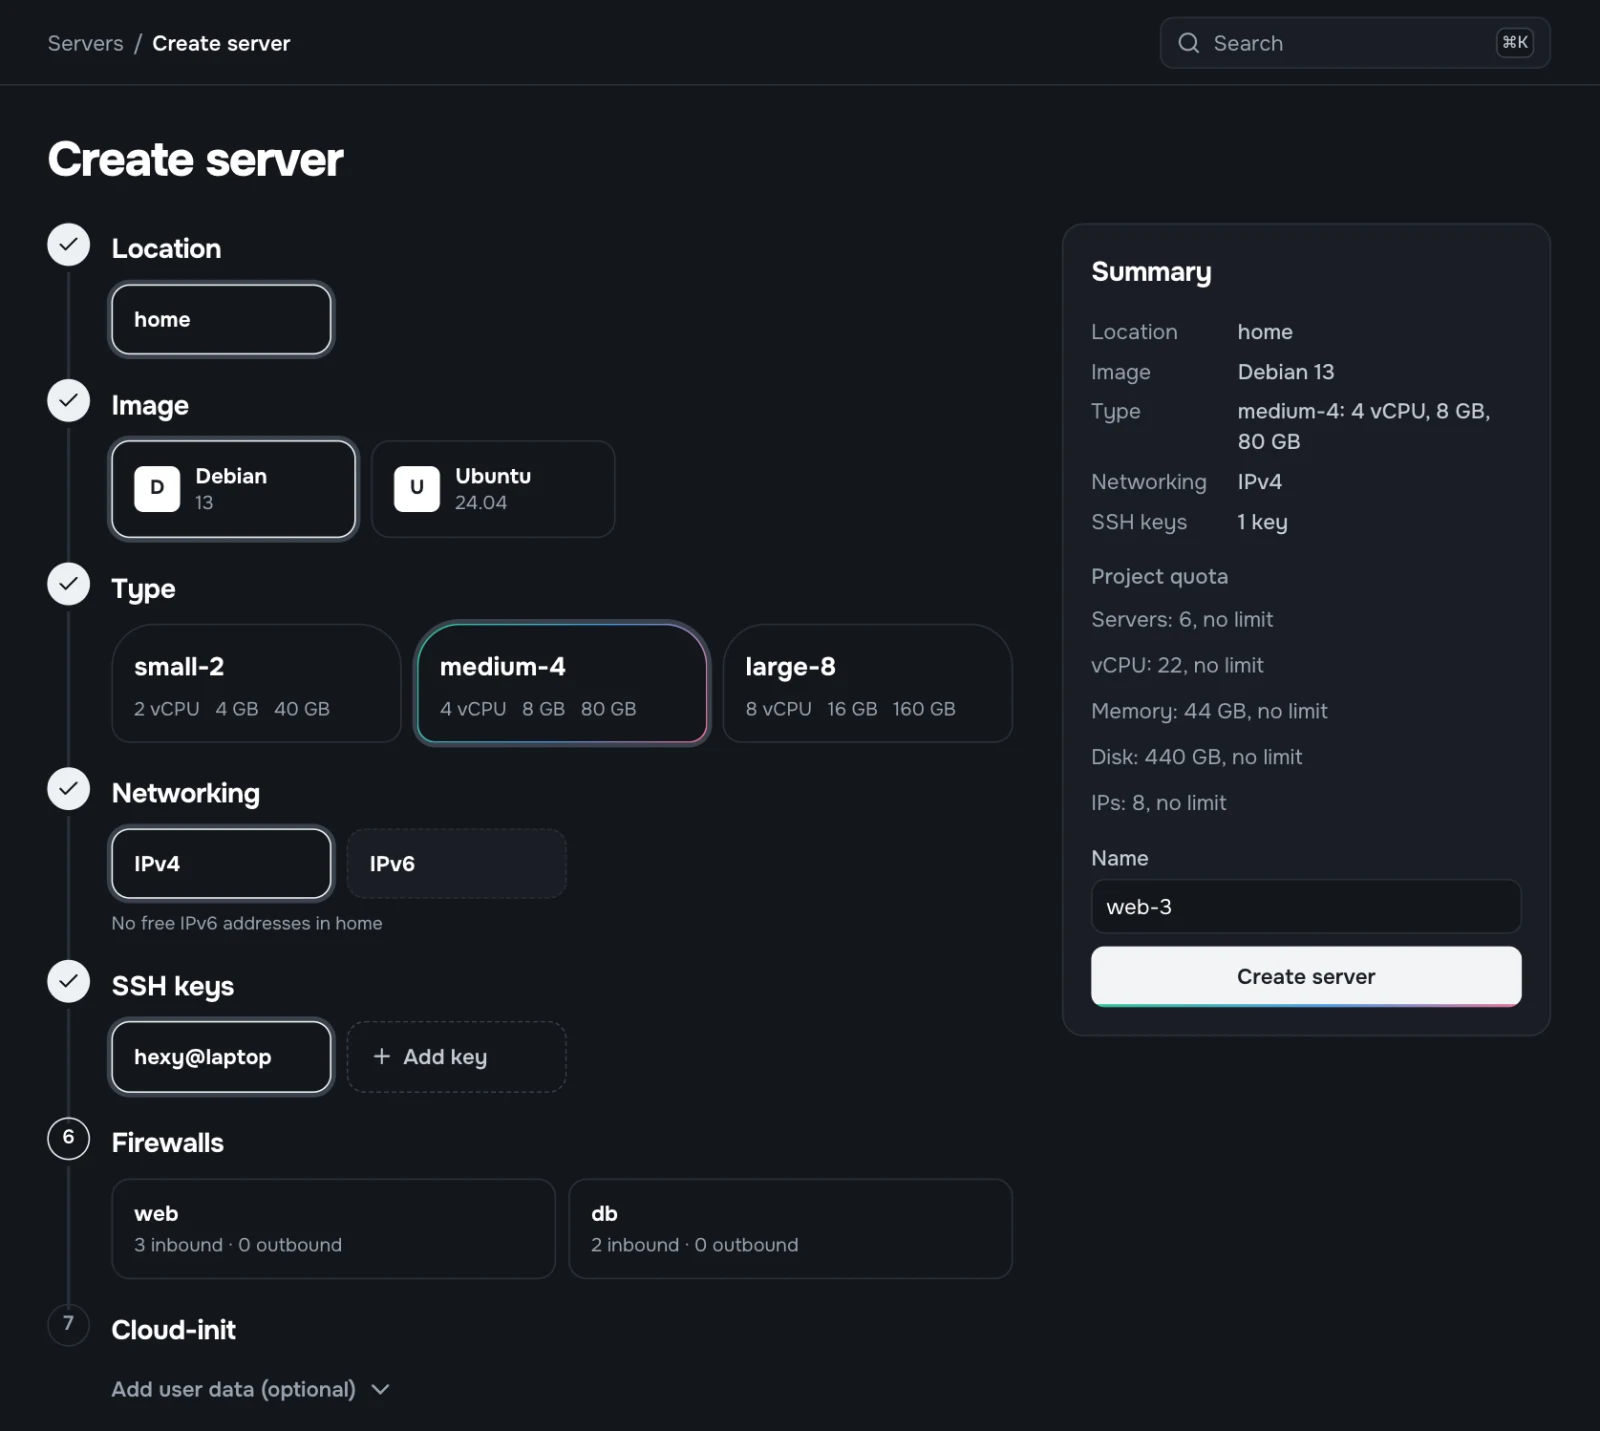 Servers / Create server
Search ⌘K
Create server
Location
home
Image
D Debian
13
U Ubuntu
24.04
Type
small-2
2 vCPU 4 GB 40 GB
medium-4
4 vCPU 8 GB 80 GB
large-8
8 vCPU 16 GB 160 GB
Networking
IPv4
IPv6
No free IPv6 addresses in home
SSH keys
hexy@laptop
+ Add key
6 Firewalls
web
3 inbound · 0 outbound
db
2 inbound · 0 outbound
7 Cloud-init
Add user data (optional)
Summary
Location home
Image Debian 13
Type medium-4: 4 vCPU, 8 GB,
80 GB
Networking IPv4
SSH keys 1 key
Project quota
Servers: 6, no limit
vCPU: 22, no limit
Memory: 44 GB, no limit
Disk: 440 GB, no limit
IPs: 8, no limit
Name
web-3
Create server